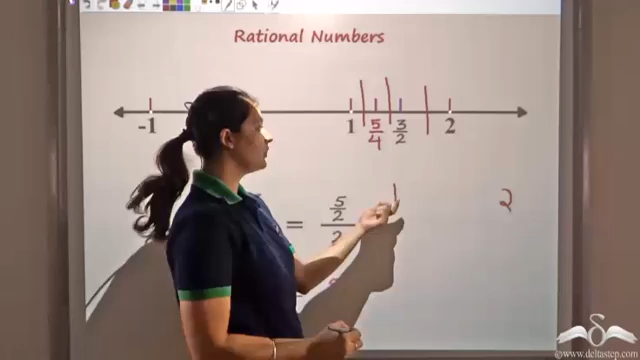 Rational Numbers
-1 1 5/4 3/2 2
= 5/2 1 2
2
©www.deltastep.com